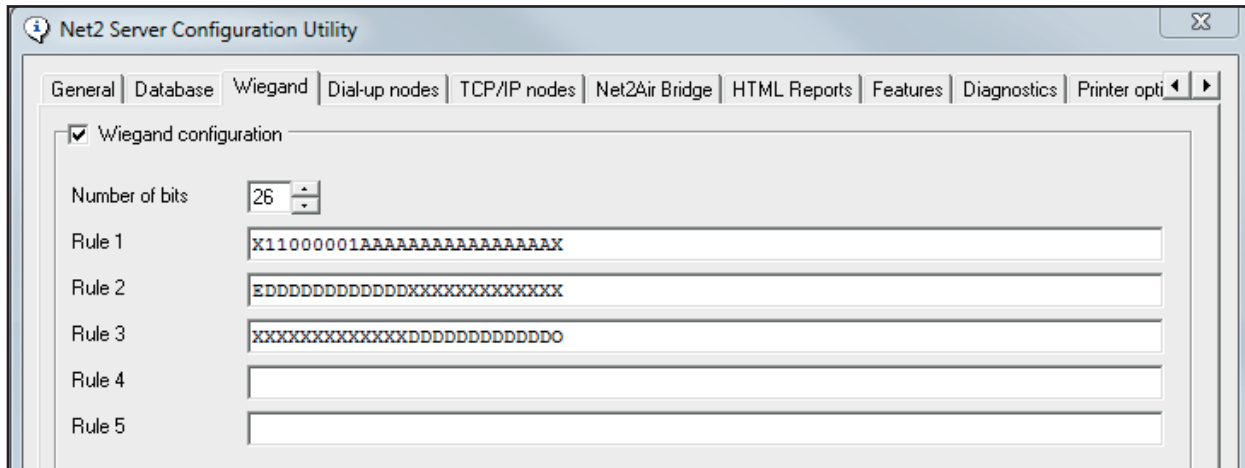 Net2 Server Configuration Utility
General Database Wiegand Dial-up nodes TCP/IP nodes Net2Air Bridge HTML Reports Features Diagnostics Printer opti
Wiegand configuration
Number of bits 26
Rule 1 X11000001AAAAAAAAAAAAAAAAX
Rule 2 EDDDDDDDDDDDDXXXXXXXXXXXXX
Rule 3 XXXXXXXXXXXXXDDDDDDDDDDDDO
Rule 4
Rule 5